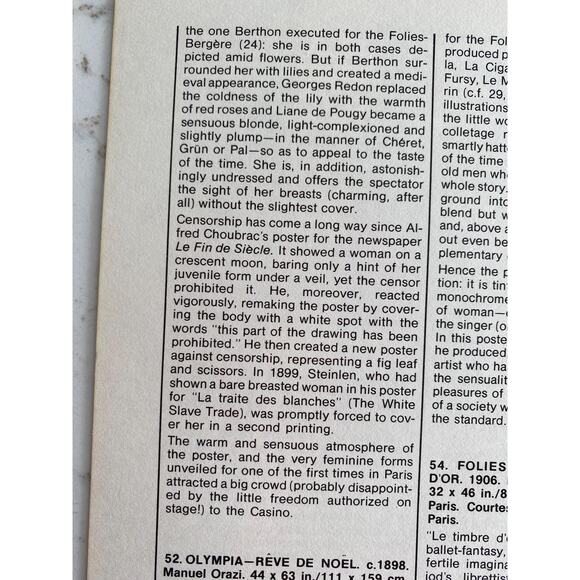 the one Berthon executed for the Folies-
Bergère (24): she is in both cases de-
picted amid flowers. But if Berthon sur-
rounded her with lilies and created a medi-
eval appearance, Georges Redon replaced
the coldness of the lily with the warmth
of red roses and Liane de Pougy became a
sensuous blonde, light-complexioned and
slightly plump—in the manner of Chéret,
Grün or Pal—so as to appeal to the taste
of the time. She is, in addition, astonish-
ingly undressed and offers the spectator
the sight of her breasts (charming, after
all) without the slightest cover.
Censorship has come a long way since Al-
fred Choubrac's poster for the newspaper
Le Fin de Siècle. It showed a woman on a
crescent moon, baring only a hint of her
juvenile form under a veil, yet the censor
prohibited it. He, moreover, reacted
vigorously, remaking the poster by cover-
ing the body with a white spot with the
words "this part of the drawing has been
prohibited." He then created a new poster
against censorship, representing a fig leaf
and scissors. In 1899, Steinlen, who had
shown a bare breasted woman in his poster
for "La traite des blanches" (The White
Slave Trade), was promptly forced to cov-
er her in a second printing.
The warm and sensuous atmosphere of
the poster, and the very feminine forms
unveiled for one of the first times in Paris
attracted a big crowd (probably disappoint-
ed by the little freedom authorized on
stage!) to the Casino.
52. OLYMPIA—RÊVE DE NOËL. c.1898.
Manuel Orazi. 44 x 63 in./111 x 159 cm.
for the Fol
produced p
la, La Ciga
Fursy, Le M
rin (c.f. 29,
illustrations
the little wo
colletage r
smartly hatt
of the time
old men whe
whole story.
ground into
blend but w
and, above a
out even be
plementary
Hence the p
tion: it is tin
monochrome
of woman—
the singer (o
In this poste
he produced
artist who ha
the sensualit
pleasures of
of a society w
the standard.
54. FOLIES
D'OR. 1906.
32 x 46 in./8
Paris. Courtes
Paris.
"Le timbre d'
ballet-fantasy,
fertile imagina
iod's librettis